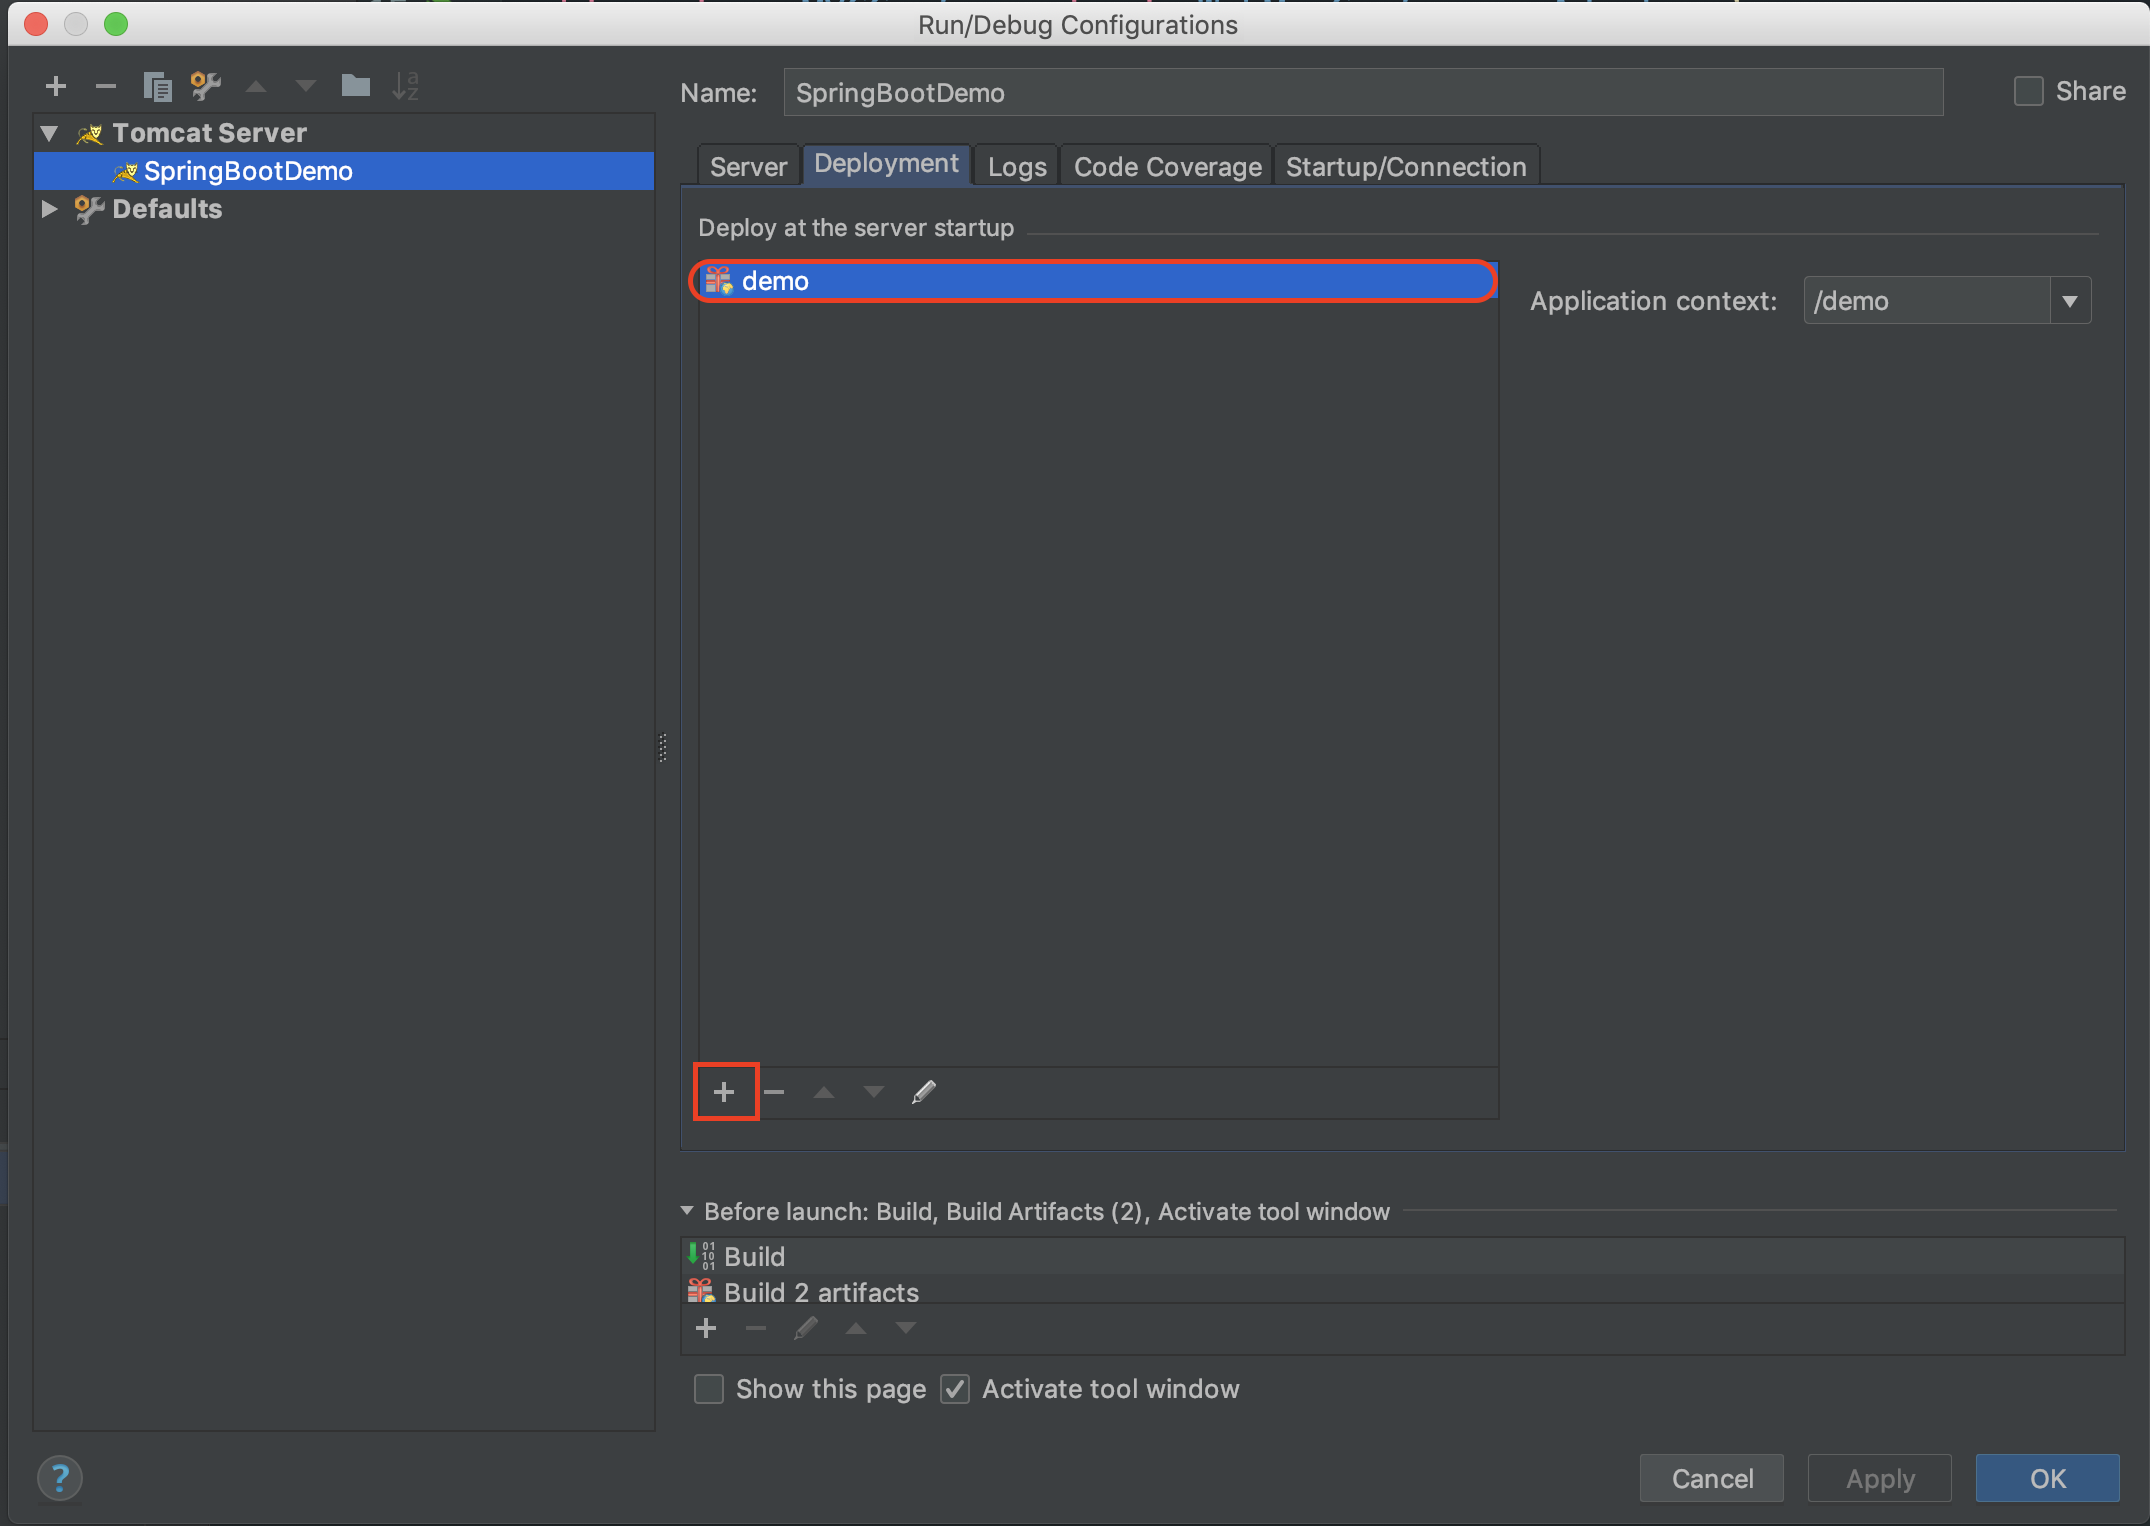 Run/Debug Configurations
Name: SpringBootDemo Share
Tomcat Server
SpringBootDemo
Defaults
Server Deployment Logs Code Coverage Startup/Connection
Deploy at the server startup
demo
Application context: /demo
Before launch: Build, Build Artifacts (2), Activate tool window
Build
Build 2 artifacts
Show this page Activate tool window
? Cancel Apply OK